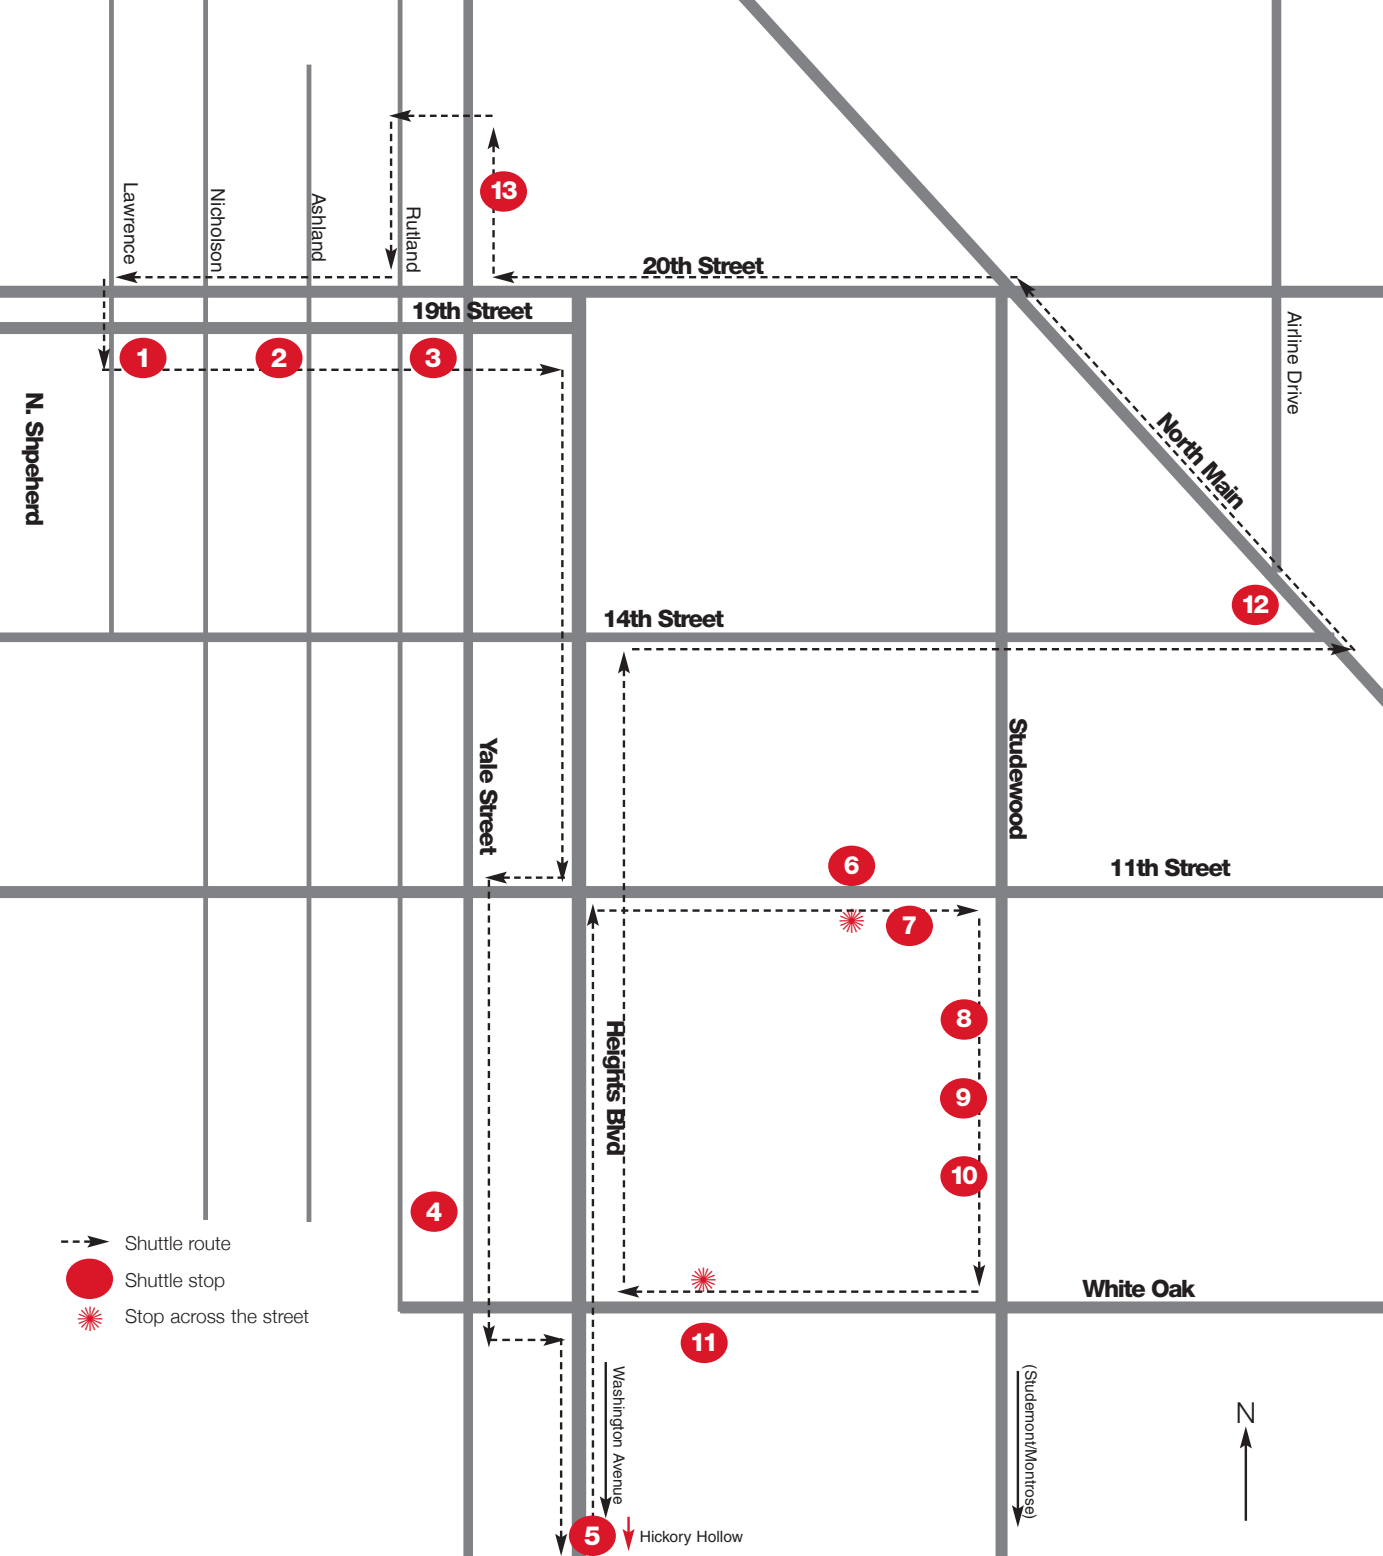 13
Lawrence
Nicholson
Ashland
Rutland
20th Street
19th Street
1
2
3
Airline Drive
N. Shpeherd
North Main
12
14th Street
Yale Street
Studewood
6
11th Street
7
8
Heights Blvd
9
10
4
Shuttle route
Shuttle stop
Stop across the street
White Oak
11
Washington Avenue
(Studemont/Montrose)
N
5
Hickory Hollow